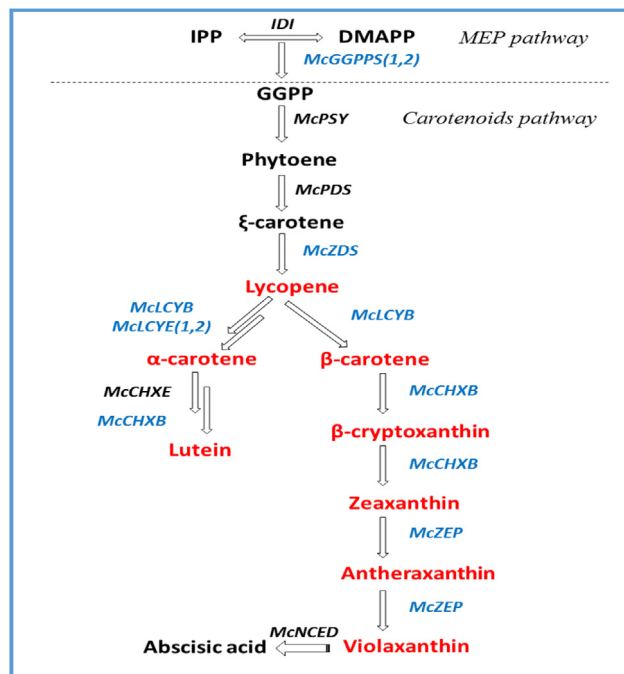 IDI
IPP DMAPP MEP pathway
McGGPPS(1,2)
GGPP
McPSY Carotenoids pathway
Phytoene
McPDS
ξ-carotene
McZDS
Lycopene
McLCYB
McLCYE(1,2)
McLCYB
α-carotene β-carotene
McCHXE
McCHXB
McCHXB
β-cryptoxanthin
Lutein
McCHXB
Zeaxanthin
McZEP
Antheraxanthin
McZEP
McNCED
Abscisic acid Violaxanthin